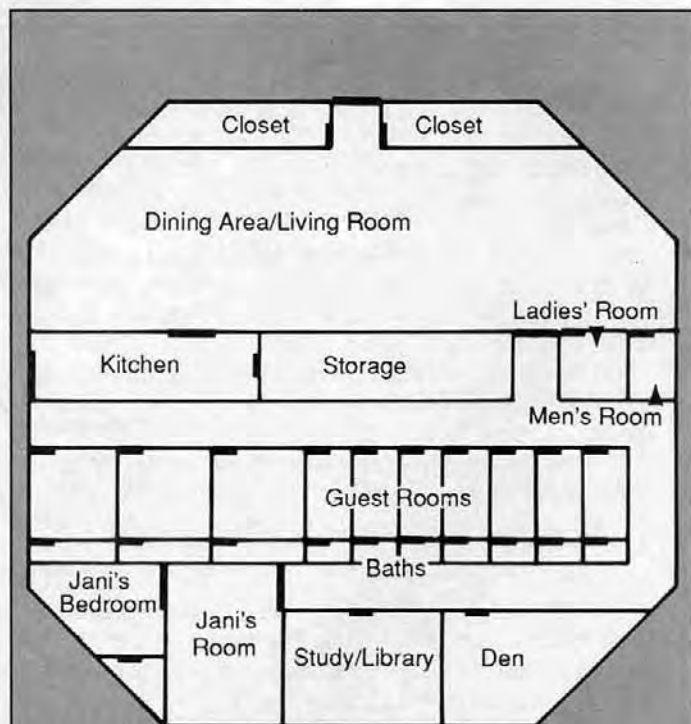 Closet
Closet
Dining Area/Living Room
Ladies' Room
Kitchen
Storage
Men's Room
Guest Rooms
Baths
Jani's
Bedroom
Jani's
Room
Study/Library
Den